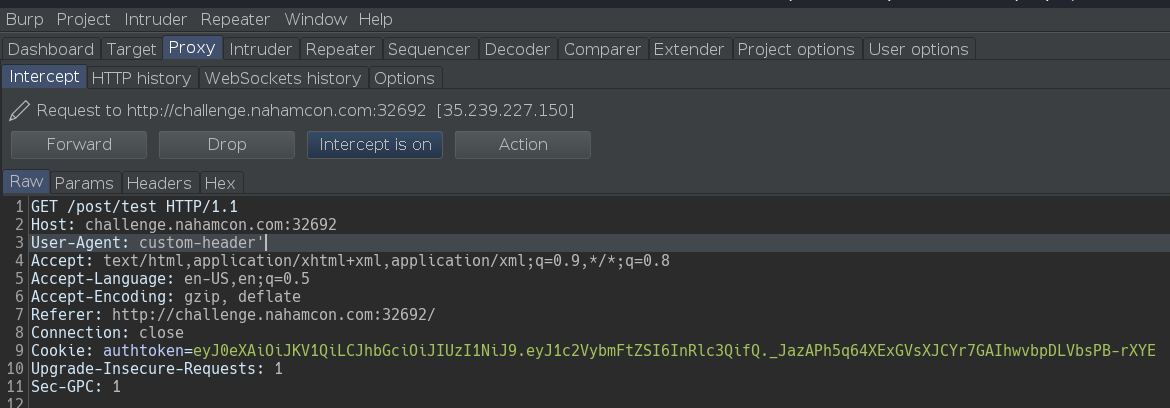 Burp Project Intruder Repeater Window Help
Dashboard Target Proxy Intruder Repeater Sequencer Decoder Comparer Extender Project options User options
Intercept HTTP history WebSockets history Options
Request to http://challenge.nahamcon.com:32692 [35.239.227.150]
Forward Drop Intercept is on Action
Raw Params Headers Hex
1 GET /post/test HTTP/1.1
2 Host: challenge.nahamcon.com:32692
3 User-Agent: custom-header'
4 Accept: text/html,application/xhtml+xml,application/xml;q=0.9,*/*;q=0.8
5 Accept-Language: en-US,en;q=0.5
6 Accept-Encoding: gzip, deflate
7 Referer: http://challenge.nahamcon.com:32692/
8 Connection: close
9 Cookie: authtoken=eyJ0eXAiOiJKV1QiLCJhbGciOiJIUzI1NiJ9.eyJ1c2VybmFtZSI6InRlc3QifQ._JazAPh5q64XExGVsXJCYr7GAIhwvbpDLVbsPB-rXYE
10 Upgrade-Insecure-Requests: 1
11 Sec-GPC: 1
12